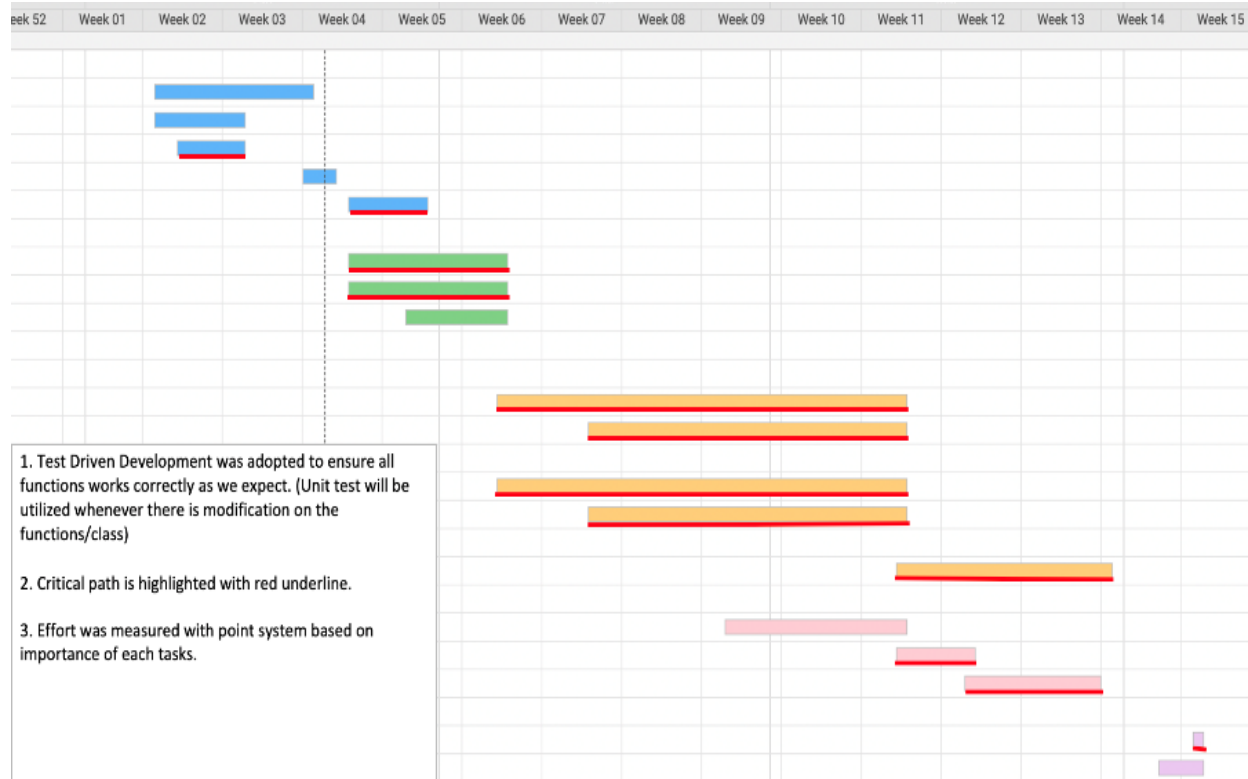 eek 52 Week 01 Week 02 Week 03 Week 04 Week 05 Week 06 Week 07 Week 08 Week 09 Week 10 Week 11 Week 12 Week 13 Week 14 Week 15
1. Test Driven Development was adopted to ensure all
functions works correctly as we expect. (Unit test will be
utilized whenever there is modification on the
functions/class)
2. Critical path is highlighted with red underline.
3. Effort was measured with point system based on
importance of each tasks.